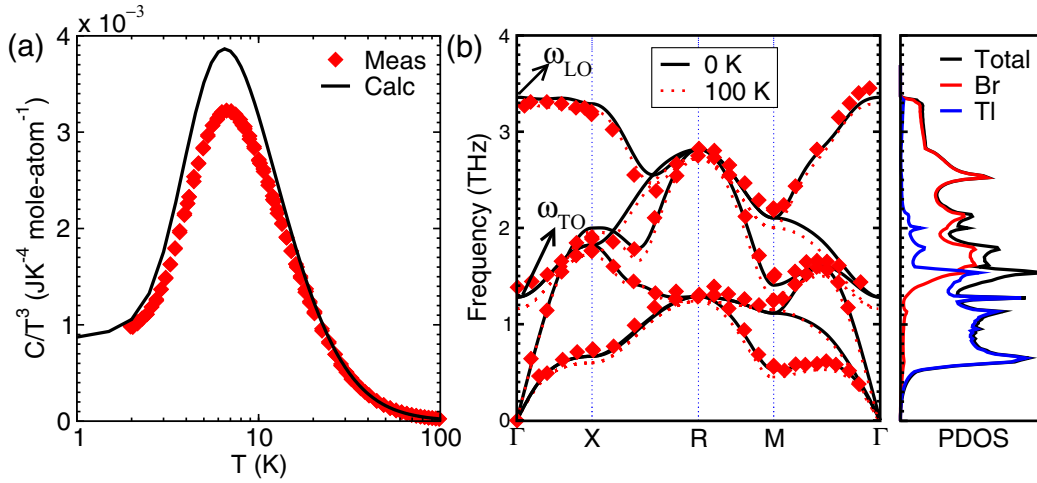 (a)
x 10⁻³
4
3
2
1
0
C/T³ (JK⁻⁴ mole-atom⁻¹)
Meas
Calc
1
10
100
T (K)
(b)
4
3
2
1
0
Frequency (THz)
ω_LO
ω_TO
0 K
100 K
Γ
X
R
M
Γ
Total
Br
Tl
PDOS